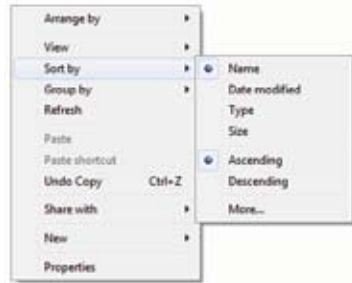 Arrange by
View
Sort by
Group by
Refresh
Paste
Paste shortcut
Undo Copy Ctrl+Z
Share with
New
Properties
Name
Date modified
Type
Size
Ascending
Descending
More...